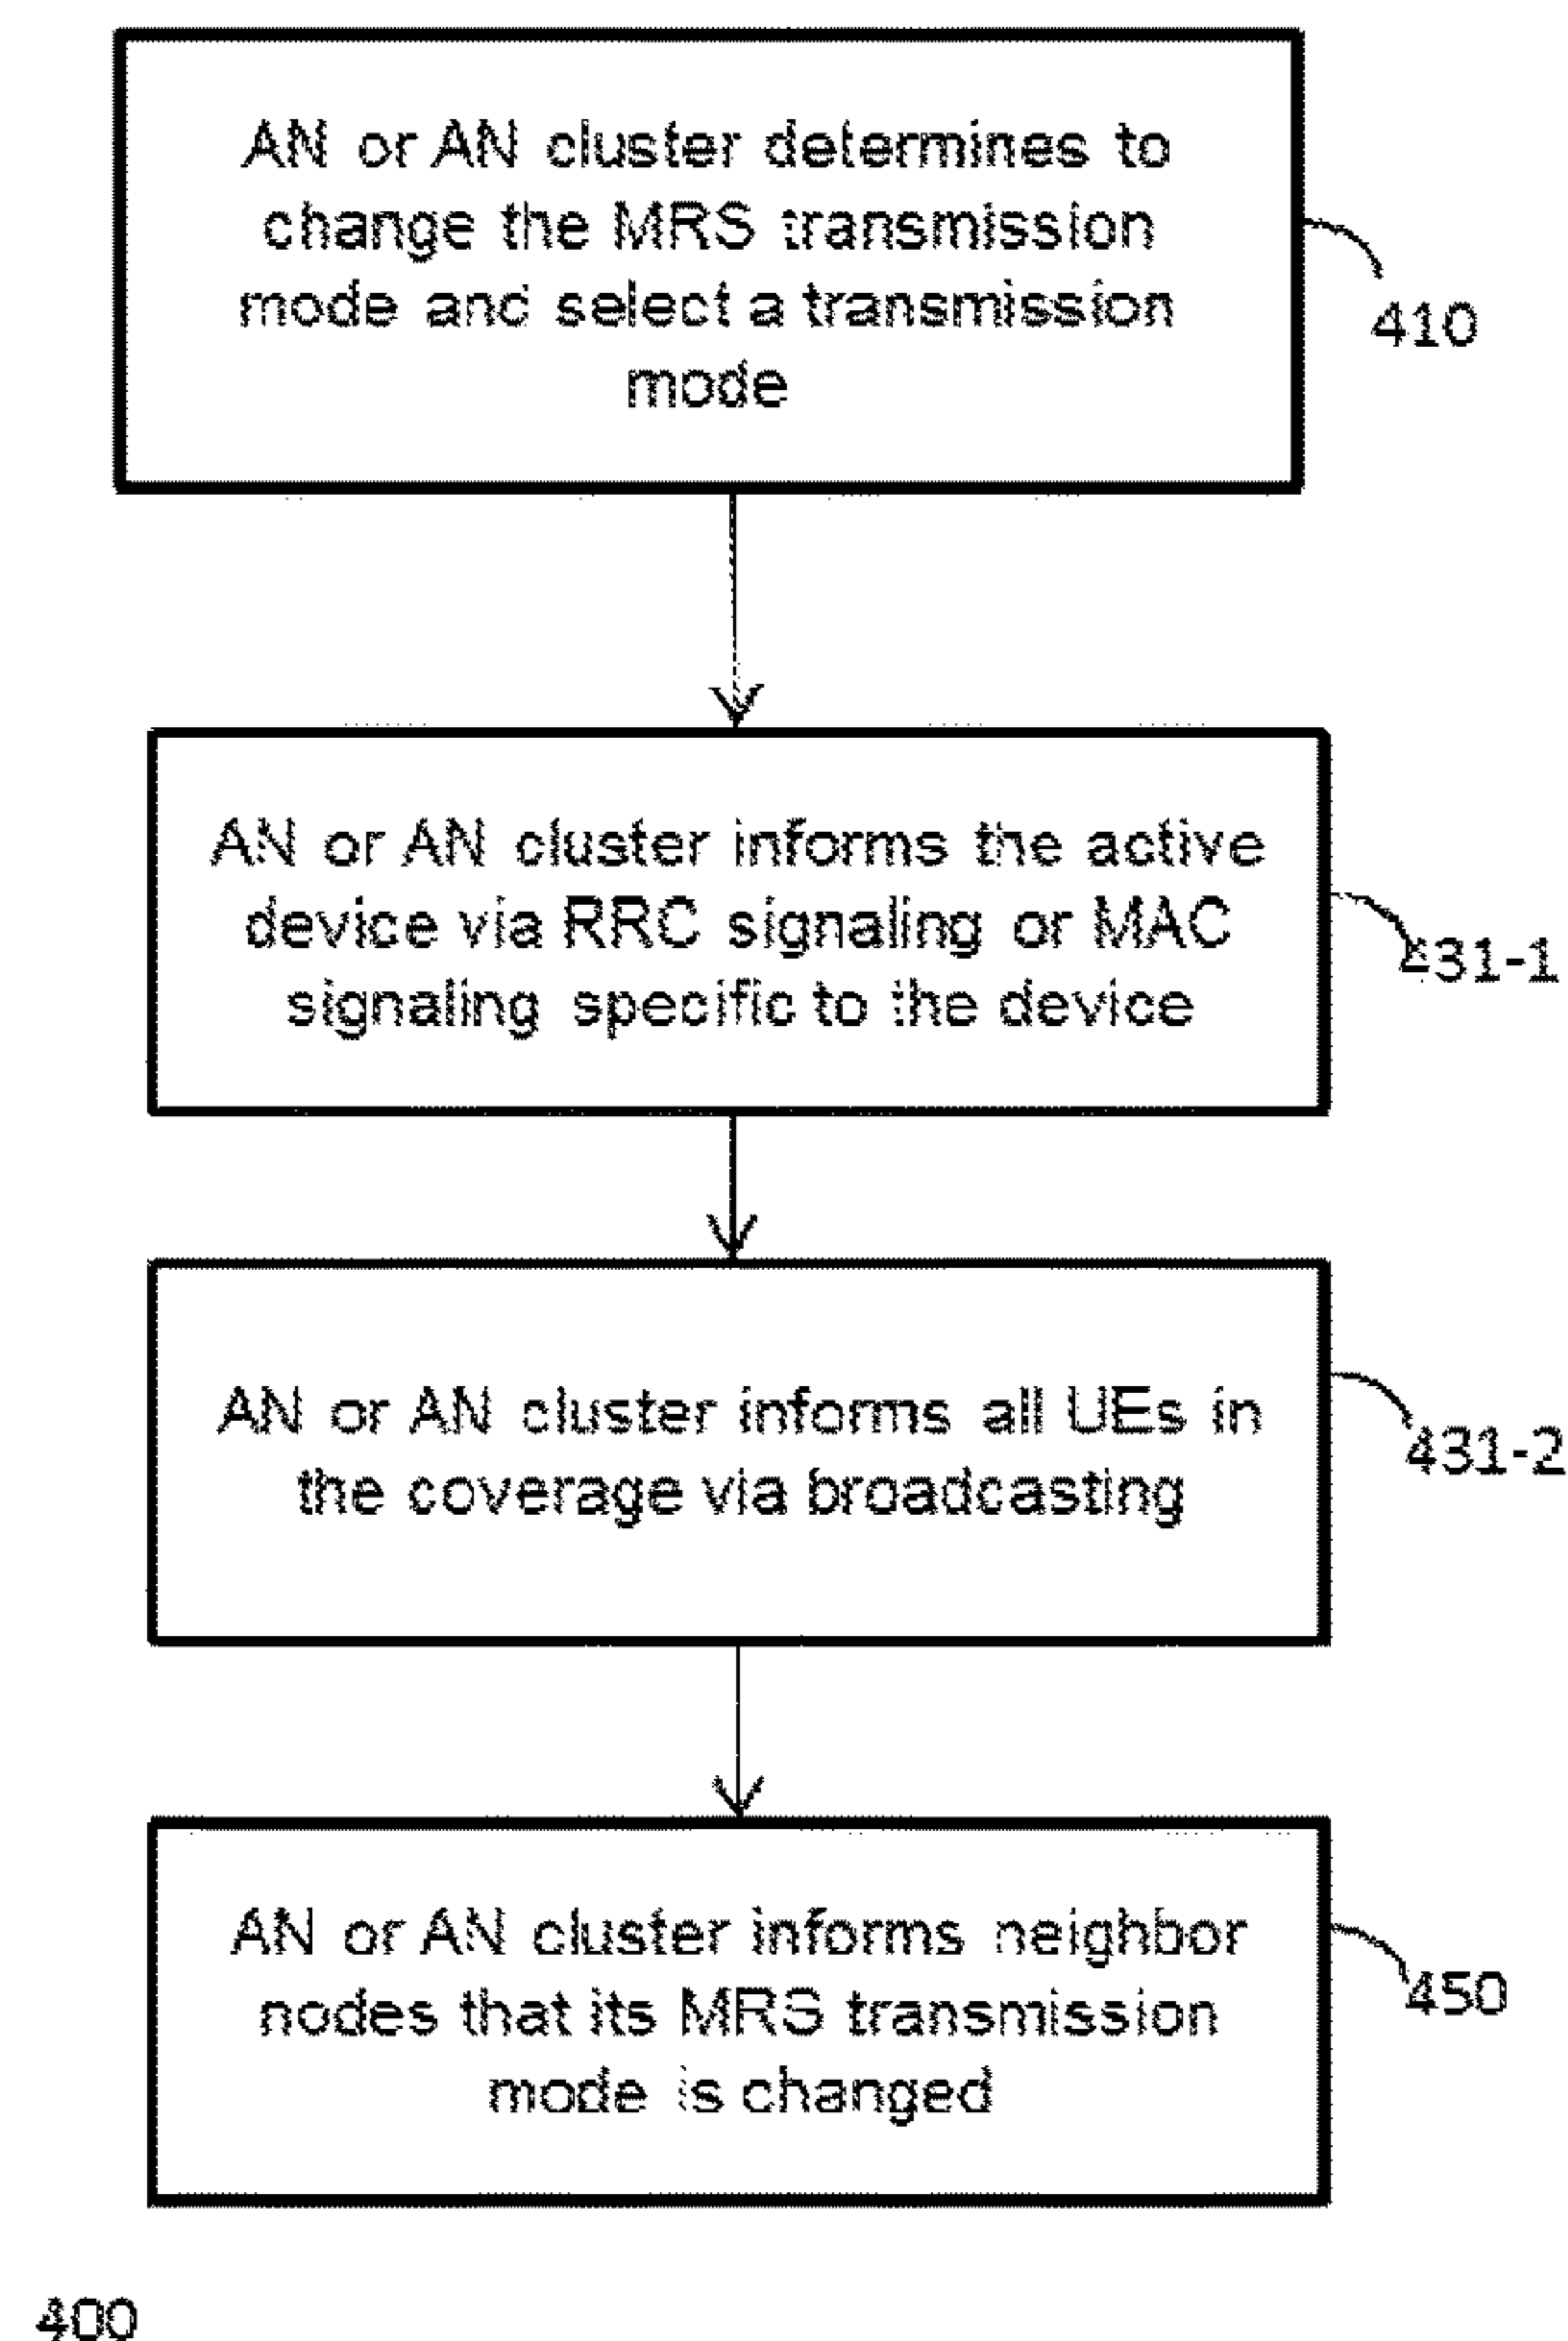 AN or AN cluster determines to
change the MRS transmission
mode and select a transmission
mode
410
AN or AN cluster informs the active
device via RRC signaling or MAC
signaling specific to the device
431-1
AN or AN cluster informs all UEs in
the coverage via broadcasting
431-2
AN or AN cluster informs neighbor
nodes that its MRS transmission
mode is changed
450
400